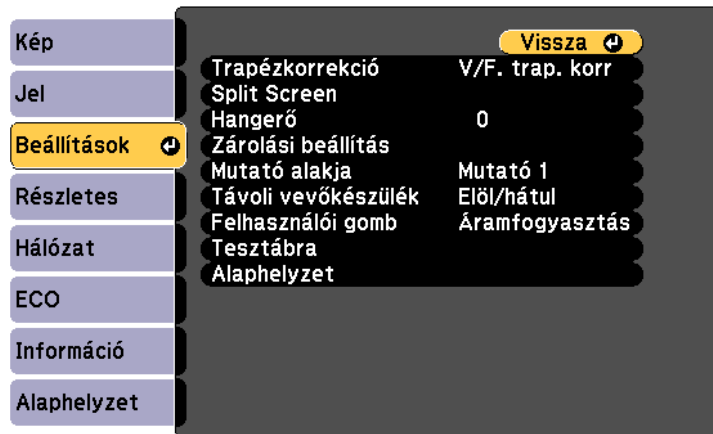 Kép
Jel
Beállítások
Részletes
Hálózat
ECO
Információ
Alaphelyzet
Vissza
Trapézkorrekció V/F. trap. korr
Split Screen
Hangerő 0
Zárolási beállítás
Mutató alakja Mutató 1
Távoli vevőkészülék Elöl/hátul
Felhasználói gomb Áramfogyasztás
Tesztábra
Alaphelyzet